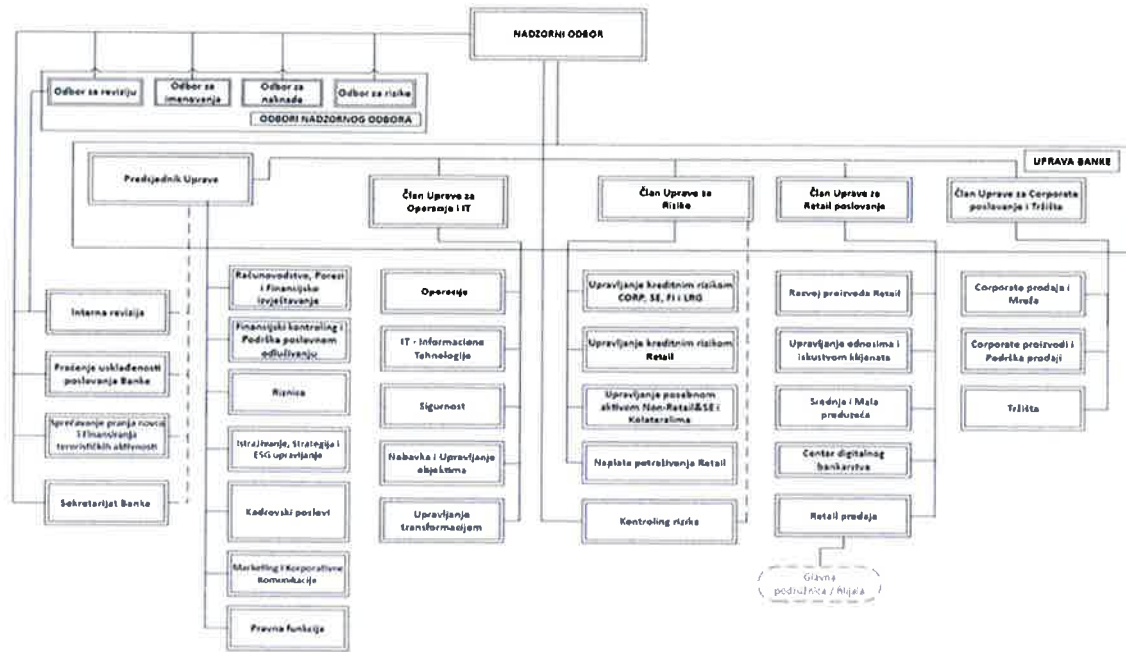 NADZORNI ODBOR
Odbor za reviziju
Odbor za
imenovanja
Odbor za
naknade
Odbor za rizike
ODBORI NADZORNOG ODBORA
UPRAVA BANKE
Predsjednik Uprave
Član Uprave za
Operacije i IT
Član Uprave za
Rizike
Član Uprave za
Retail poslovanje
Član Uprave za Corporate
poslovanje i Tržišta
Interna revizija
Praćenje usklađenosti
poslovanja Banke
Sprečavanje pranja novca
i Finansiranja
terorističkih aktivnosti
Sekretarijat Banke
Računovodstvo, Porezi
i Finansijsko
izvještavanje
Finansijski kontroling i
Podrška poslovnom
odlučivanju
Riznica
Istraživanje, Strategija i
ESG upravljanje
Kadrovski poslovi
Marketing i Korporativne
Komunikacije
Pravna funkcija
Operacije
IT - Informacione
Tehnologije
Sigurnost
Nabavka i Upravljanje
objektima
Upravljanje
transformacijom
Upravljanje kreditnim rizikom
CORP, SE, FI i LRG
Upravljanje kreditnim rizikom
Retail
Upravljanje posebnom
aktivom Non-Retail&SE i
Kolateralima
Naplata potraživanja Retail
Kontroling rizika
Razvoj proizvoda Retail
Upravljanje odnosima i
iskustvom klijenata
Srednja i Mala
preduzeća
Centar digitalnog
bankarstva
Retail prodaja
Glavna
podružnica / filijala
Corporate prodaja i
Mreža
Corporate proizvodi i
Podrška prodaji
Tržišta